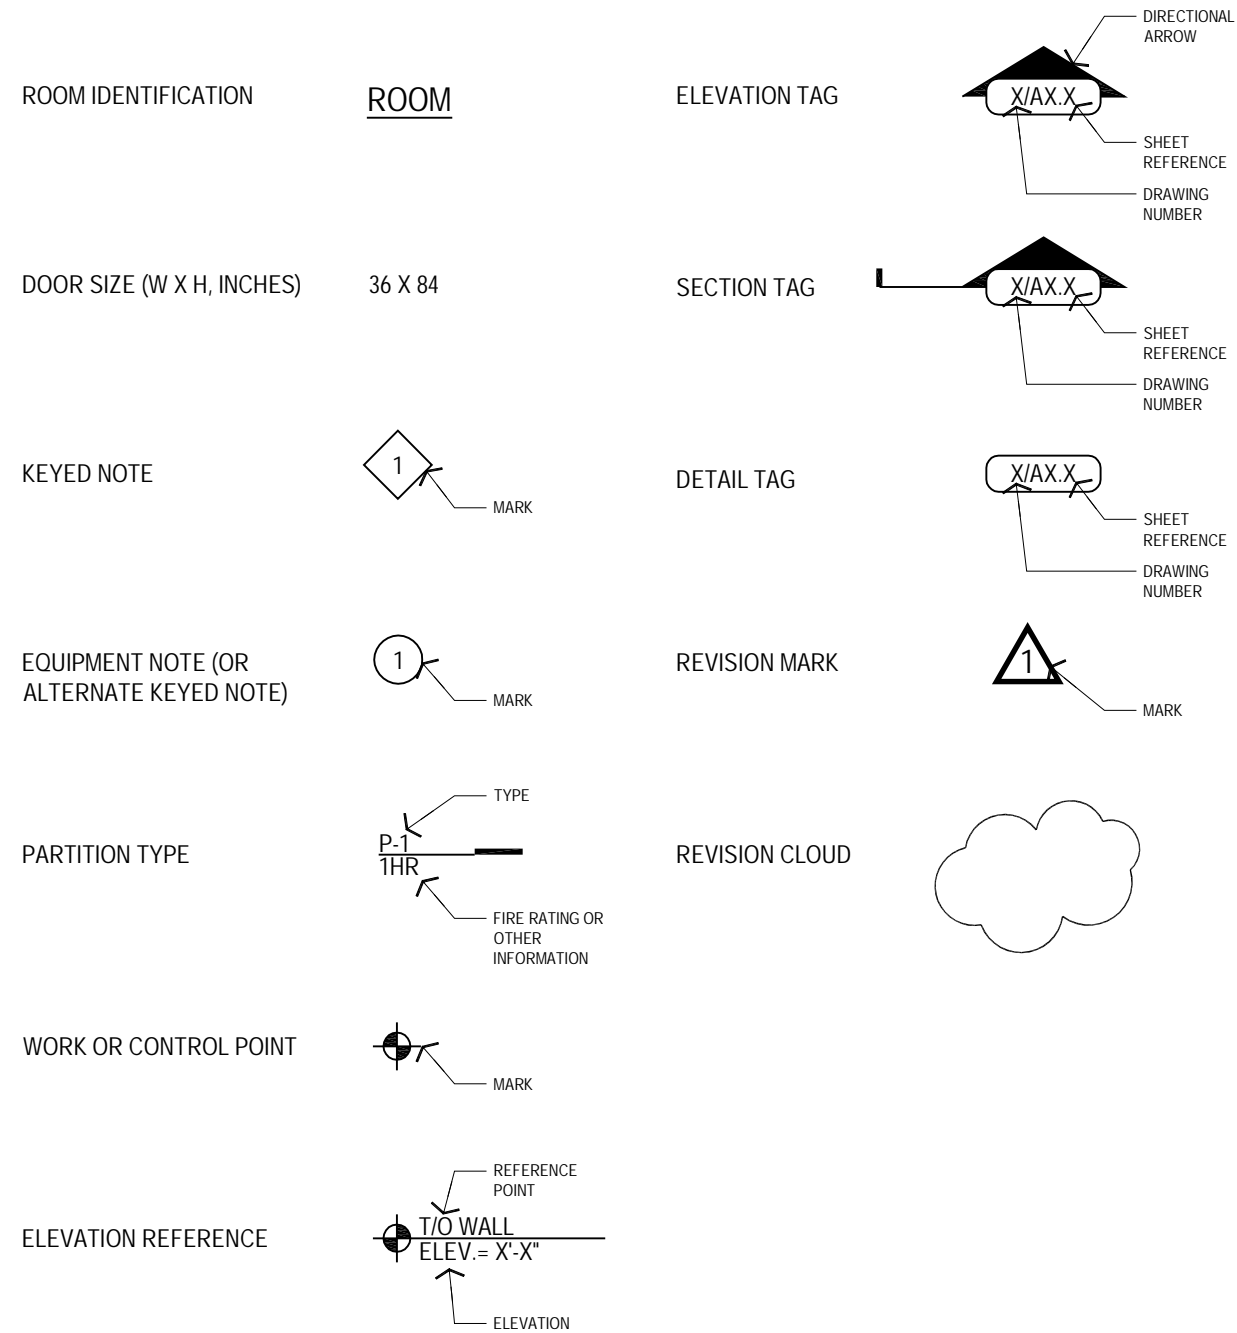 ROOM IDENTIFICATION
ROOM
DOOR SIZE (W X H, INCHES)
36 X 84
KEYED NOTE
1
MARK
EQUIPMENT NOTE (OR
ALTERNATE KEYED NOTE)
1
MARK
PARTITION TYPE
TYPE
P-1
1HR
FIRE RATING OR
OTHER
INFORMATION
WORK OR CONTROL POINT
MARK
ELEVATION REFERENCE
REFERENCE
POINT
T/O WALL
ELEV.= X'-X"
ELEVATION
ELEVATION TAG
DIRECTIONAL
ARROW
X/AX.X
SHEET
REFERENCE
DRAWING
NUMBER
SECTION TAG
X/AX.X
SHEET
REFERENCE
DRAWING
NUMBER
DETAIL TAG
X/AX.X
SHEET
REFERENCE
DRAWING
NUMBER
REVISION MARK
1
MARK
REVISION CLOUD